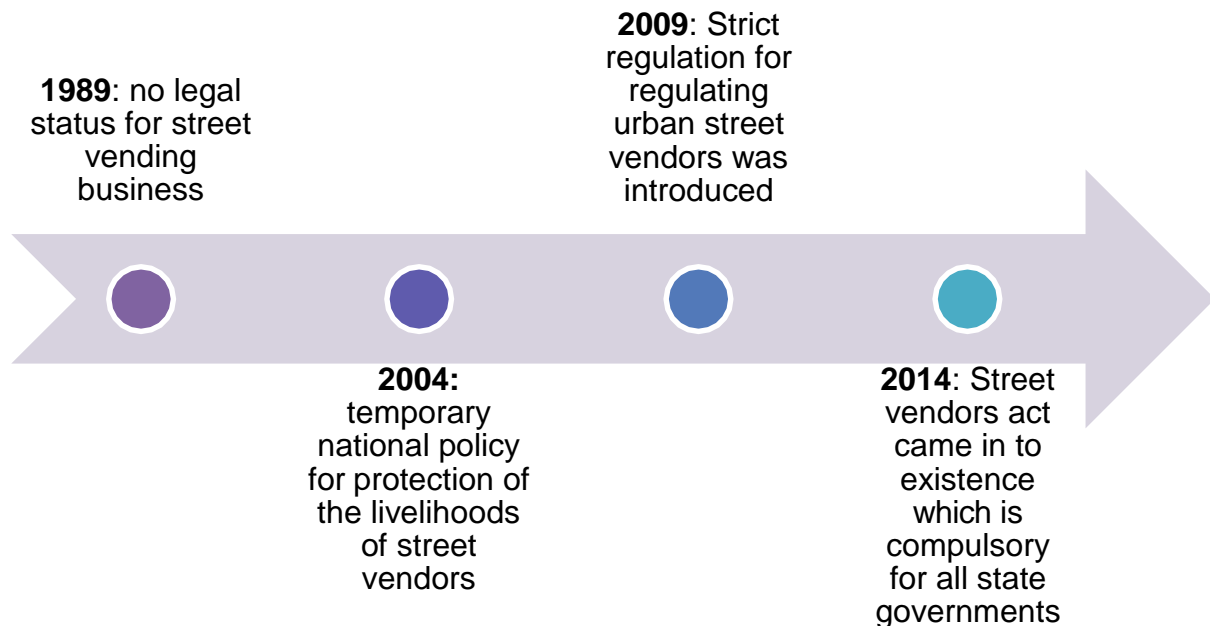 1989: no legal
status for street
vending
business
2004:
temporary
national policy
for protection of
the livelihoods
of street
vendors
2009: Strict
regulation for
regulating
urban street
vendors was
introduced
2014: Street
vendors act
came in to
existence
which is
compulsory
for all state
governments